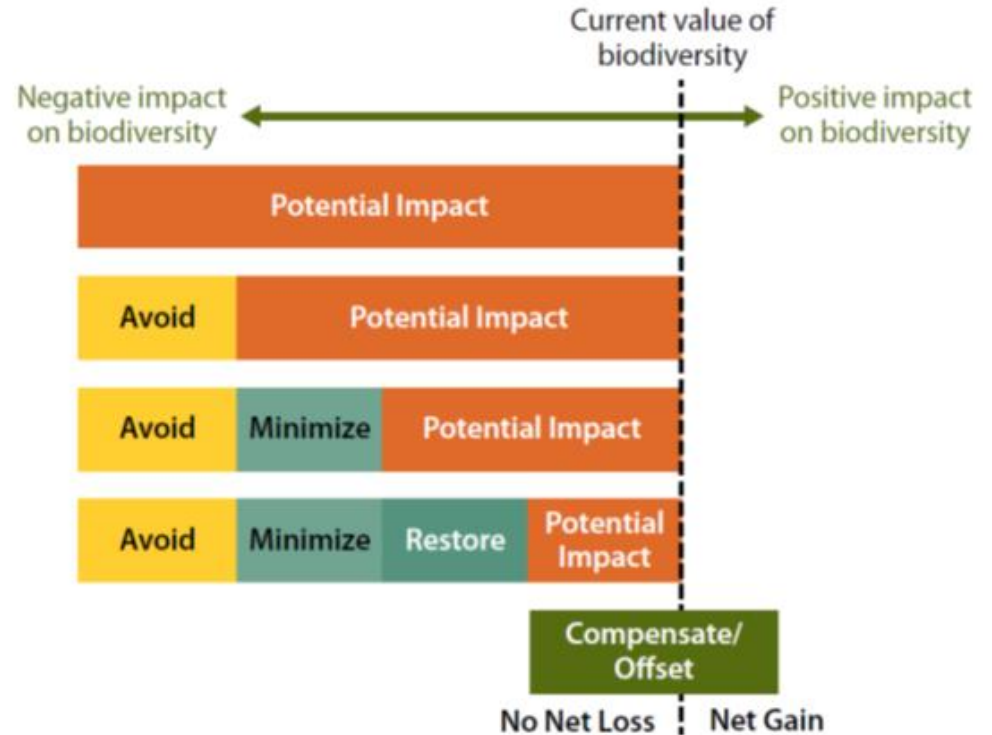 Current value of
biodiversity
Negative impact
on biodiversity
Positive impact
on biodiversity
Potential Impact
Avoid
Potential Impact
Avoid
Minimize
Potential Impact
Avoid
Minimize
Restore
Potential
Impact
Compensate/
Offset
No Net Loss
Net Gain